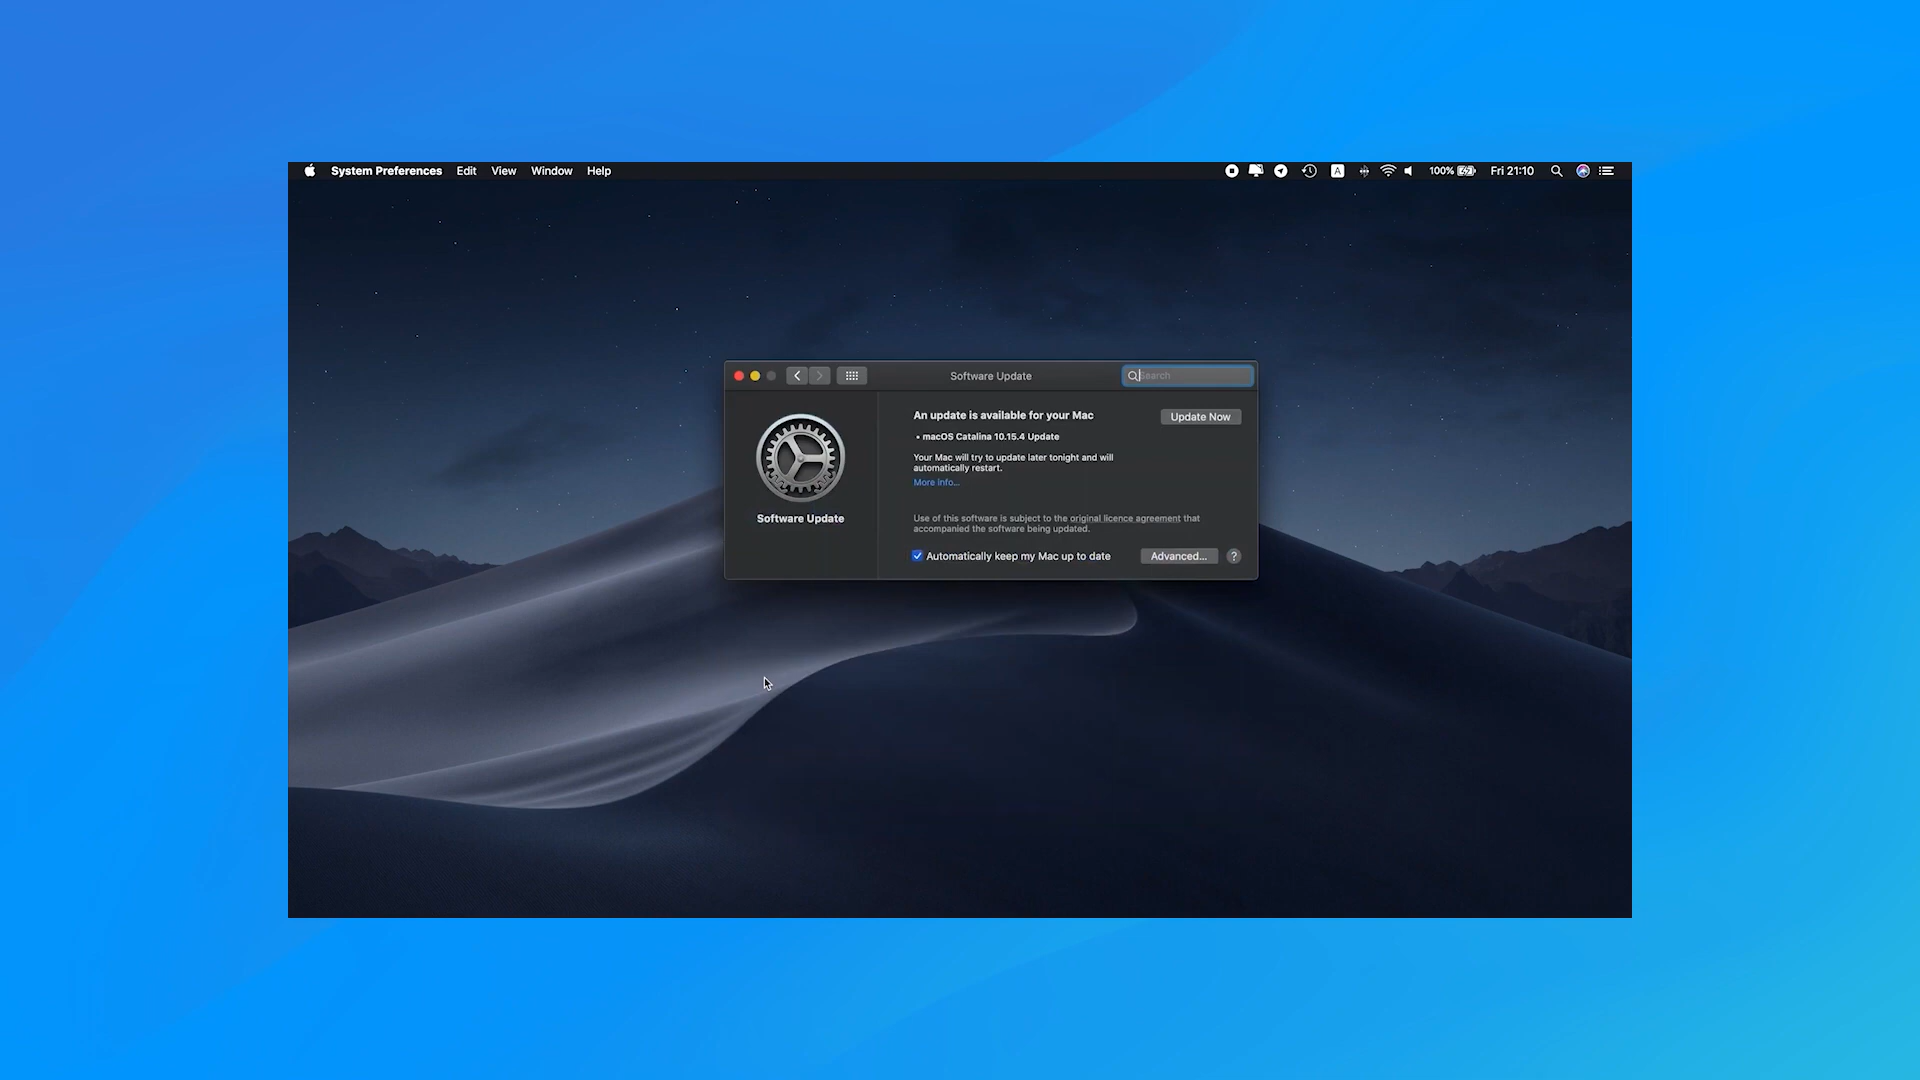 System Preferences Edit View Window Help A 100% Fri 21:10
Software Update Search
An update is available for your Mac Update Now
• macOS Catalina 10.15.4 Update
Your Mac will try to update later tonight and will
automatically restart.
More info...
Software Update
Use of this software is subject to the original licence agreement that
accompanied the software being updated.
Automatically keep my Mac up to date Advanced... ?